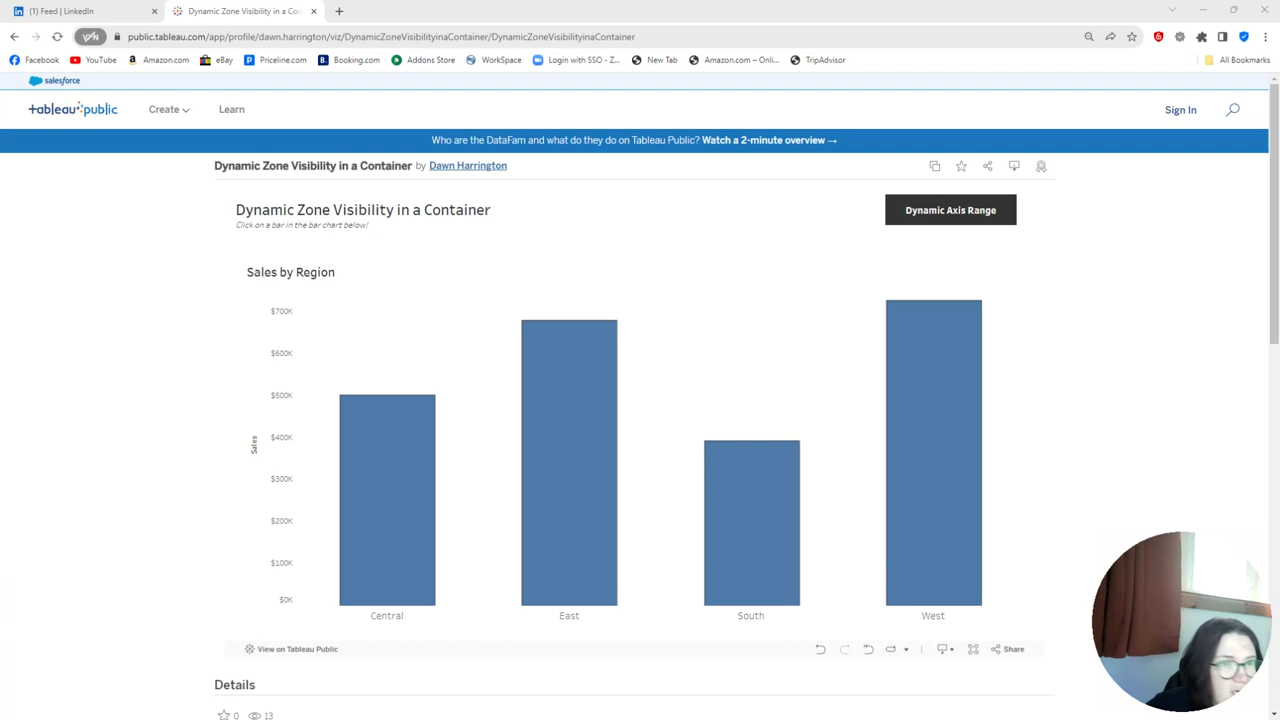 (1) Feed | LinkedIn
Dynamic Zone Visibility in a Con
public.tableau.com/app/profile/dawn.harrington/viz/DynamicZoneVisibilityinaContainer/DynamicZoneVisibilityinaContainer
Facebook YouTube Amazon.com eBay Priceline.com Booking.com Addons Store WorkSpace Login with SSO - Z... New Tab Amazon.com – Onli... TripAdvisor All Bookmarks
salesforce
+tableau public Create Learn Sign In
Who are the DataFam and what do they do on Tableau Public? Watch a 2-minute overview →
Dynamic Zone Visibility in a Container by Dawn Harrington
Dynamic Zone Visibility in a Container
Click on a bar in the bar chart below!
Dynamic Axis Range
Sales by Region
$700K
$600K
$500K
$400K
$300K
$200K
$100K
$0K
Sales
Central East South West
View on Tableau Public Share
Details
0 13